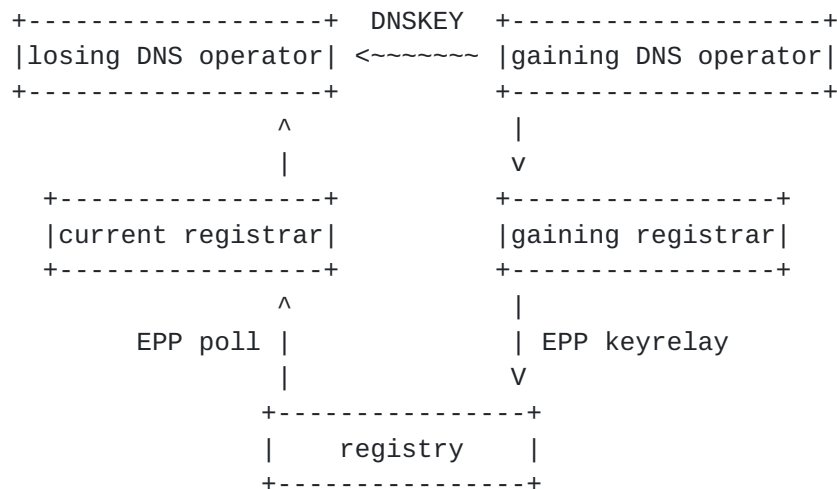 DNSKEY
losing DNS operator <~~~~~~~ gaining DNS operator
current registrar gaining registrar
EPP poll EPP keyrelay
registry